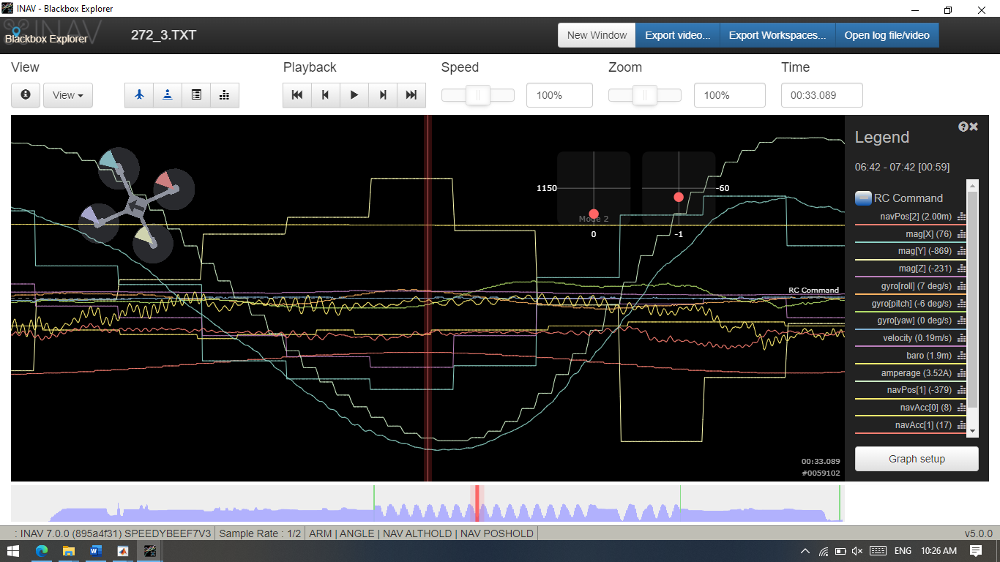 INAV - Blackbox Explorer
INAV
Blackbox Explorer
272_3.TXT
New Window
Export video...
Export Workspaces...
Open log file/video
View
Playback
Speed
Zoom
Time
View
100%
100%
00:33.089
1150
Mode 2
0
-60
-1
RC Command
00:33.089
#0059102
Legend
06:42 - 07:42 [00:59]
RC Command
navPos[2] (2.00m)
mag[X] (76)
mag[Y] (-869)
mag[Z] (-231)
gyro[roll] (7 deg/s)
gyro[pitch] (-6 deg/s)
gyro[yaw] (0 deg/s)
velocity (0.19m/s)
baro (1.9m)
amperage (3.52A)
navPos[1] (-379)
navAcc[0] (8)
navAcc[1] (17)
Graph setup
: INAV 7.0.0 (895a4f31) SPEEDYBEEF7V3
Sample Rate : 1/2
ARM | ANGLE | NAV ALTHOLD | NAV POSHOLD
v5.0.0
ENG
10:26 AM